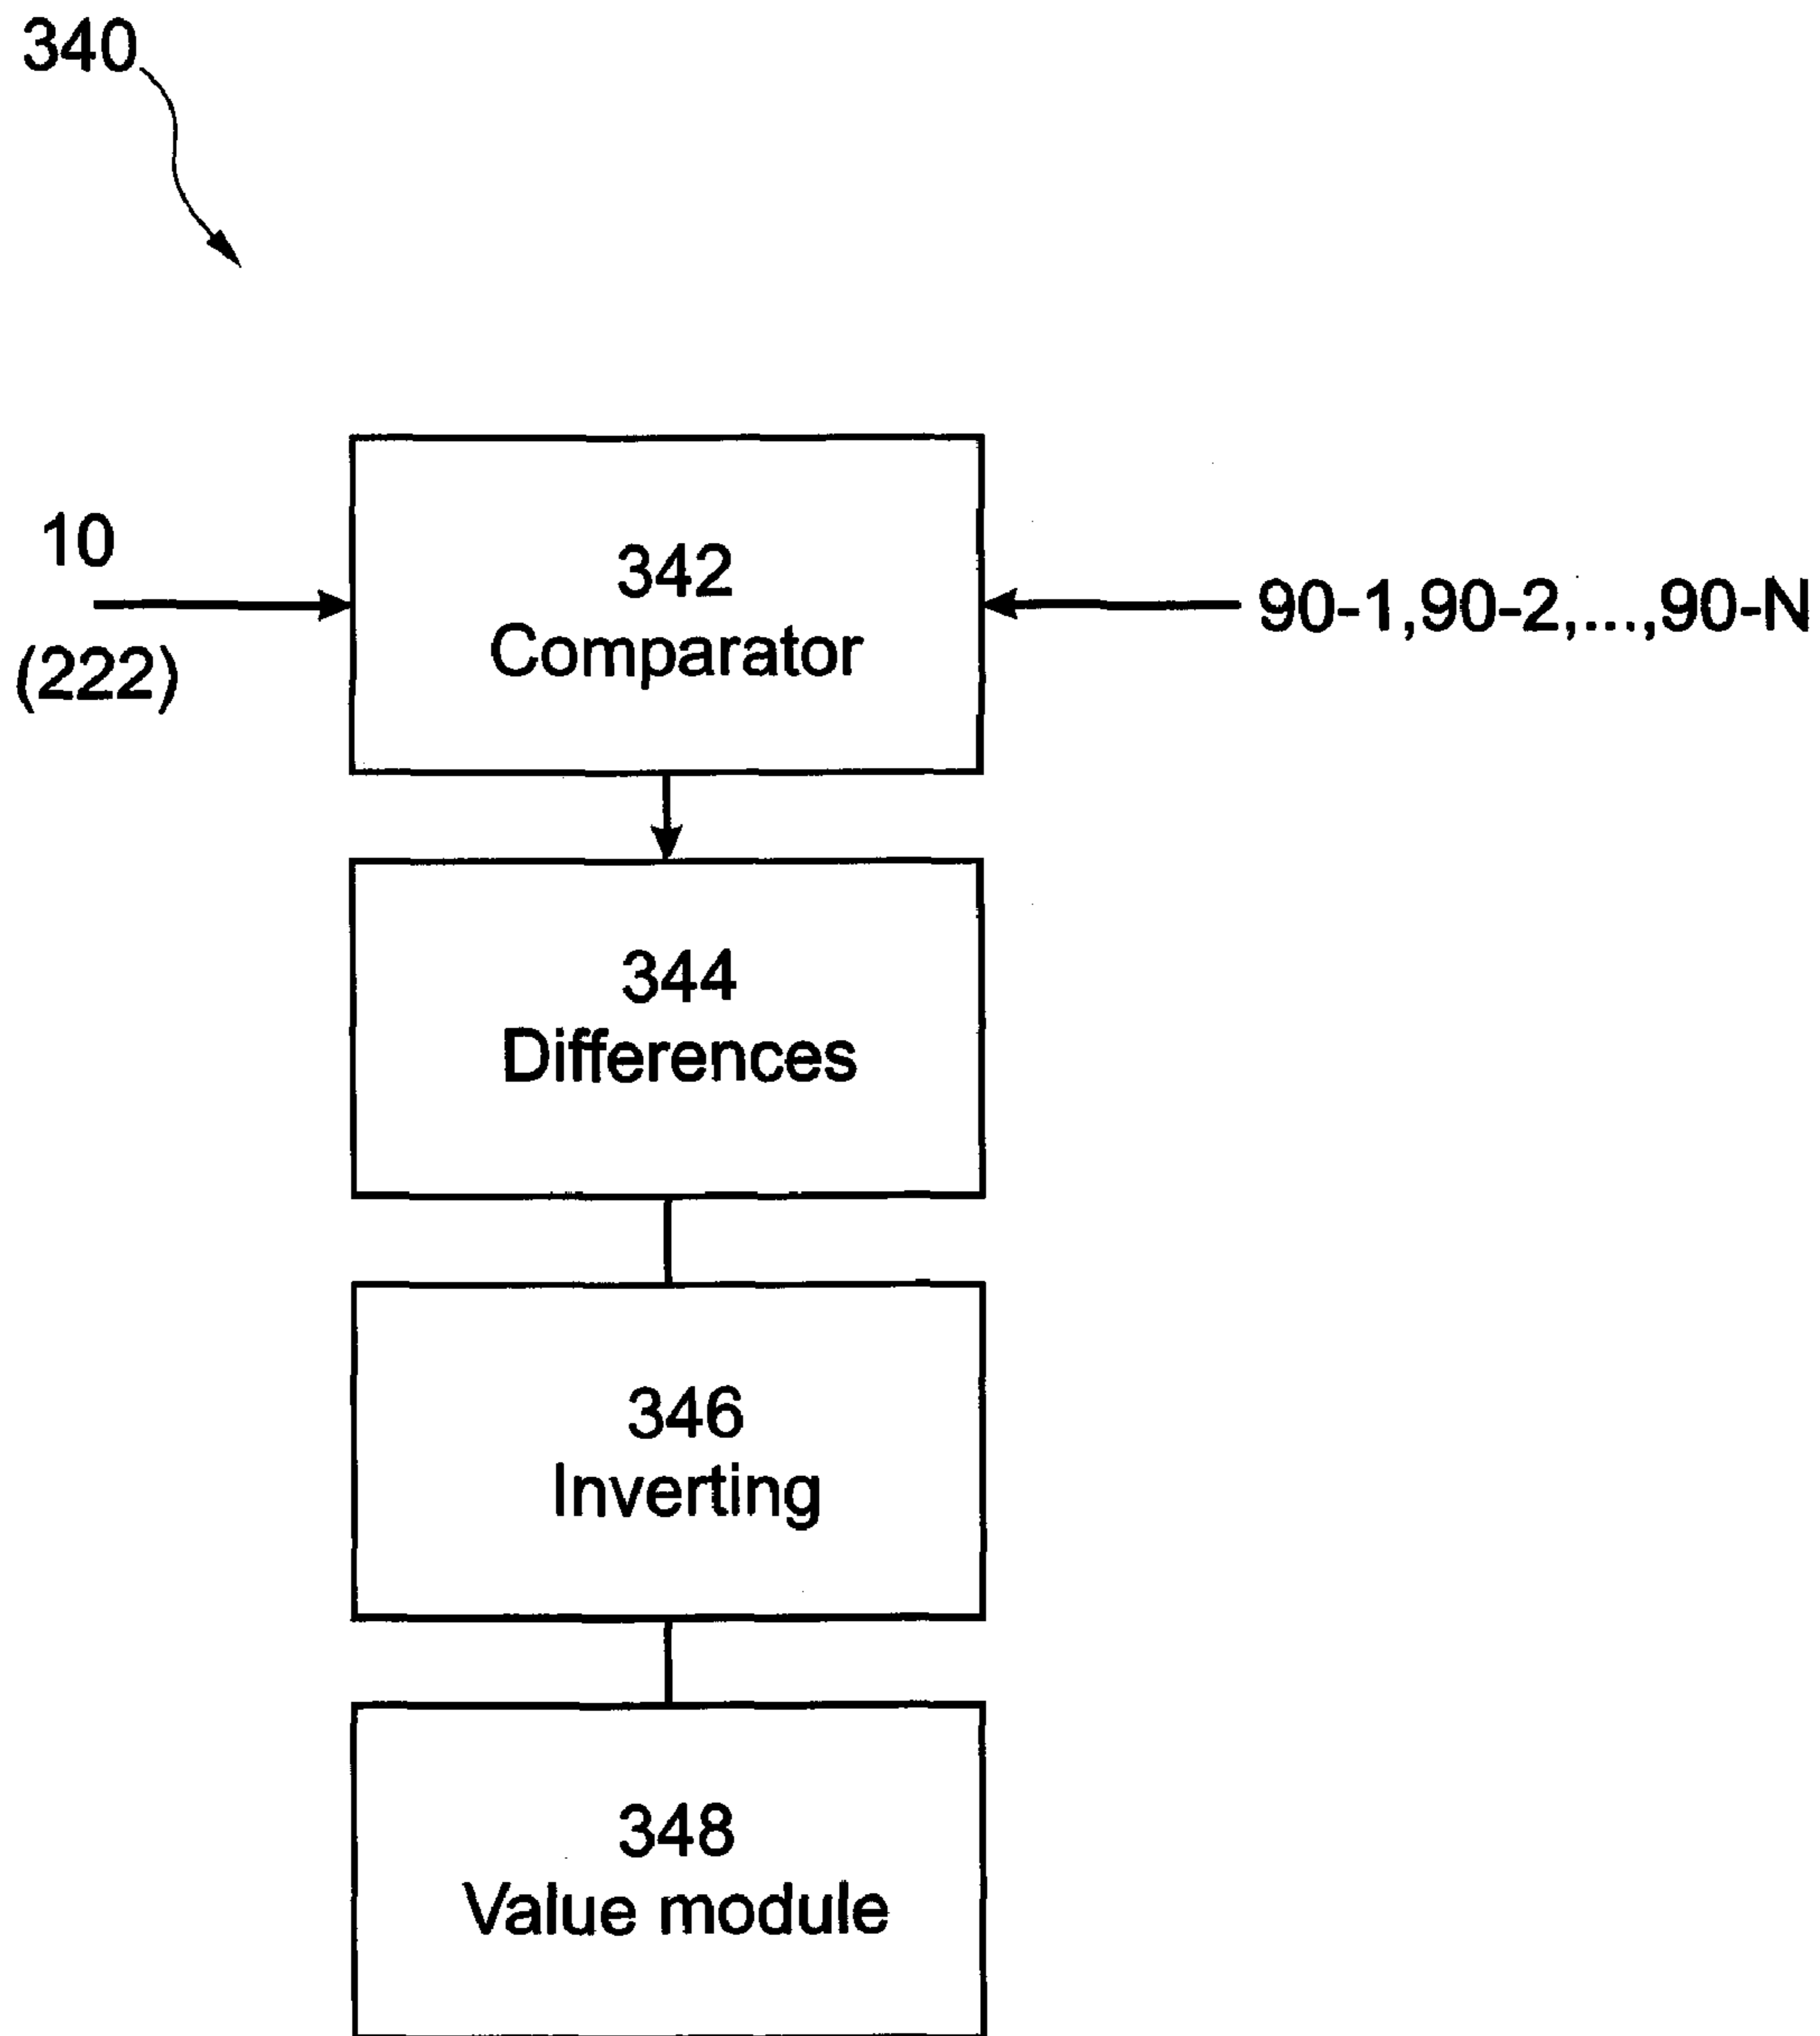 340
10
(222)
342
Comparator
90-1,90-2,...,90-N
344
Differences
346
Inverting
348
Value module